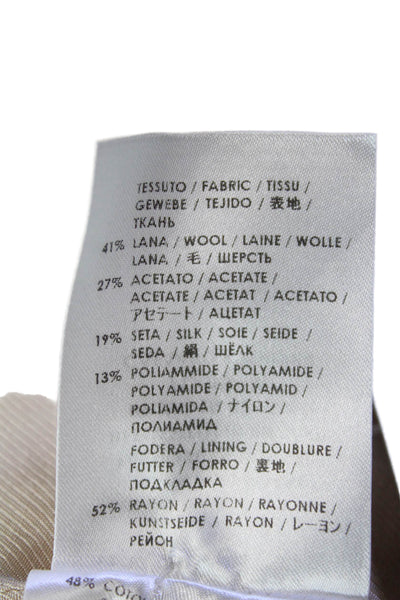 TESSUTO / FABRIC / TISSU /
GEWEBE / TEJIDO / 表地 /
ТКАНЬ
41% LANA / WOOL / LAINE / WOLLE /
LANA / 毛 / ШЕРСТЬ
27% ACETATO / ACETATE /
ACETATE / ACETAT / ACETATO /
アセテート / АЦЕТАТ
19% SETA / SILK / SOIE / SEIDE /
SEDA / 絹 / ШЁЛК
13% POLIAMMIDE / POLYAMIDE /
POLYAMIDE / POLYAMID /
POLIAMIDA / ナイロン /
ПОЛИАМИД
FODERA / LINING / DOUBLURE /
FUTTER / FORRO / 裏地 /
ПОДКЛАДКА
52% RAYON / RAYON / RAYONNE /
KUNSTSEIDE / RAYON / レーヨン /
РЕЙОН
48%